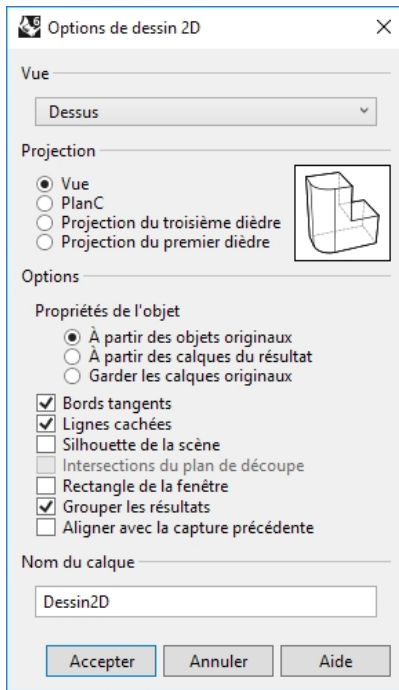 Options de dessin 2D
Vue
Dessus
Projection
Vue
PlanC
Projection du troisième dièdre
Projection du premier dièdre
Options
Propriétés de l'objet
À partir des objets originaux
À partir des calques du résultat
Garder les calques originaux
Bords tangents
Lignes cachées
Silhouette de la scène
Intersections du plan de découpe
Rectangle de la fenêtre
Grouper les résultats
Aligner avec la capture précédente
Nom du calque
Dessin2D
Accepter Annuler Aide